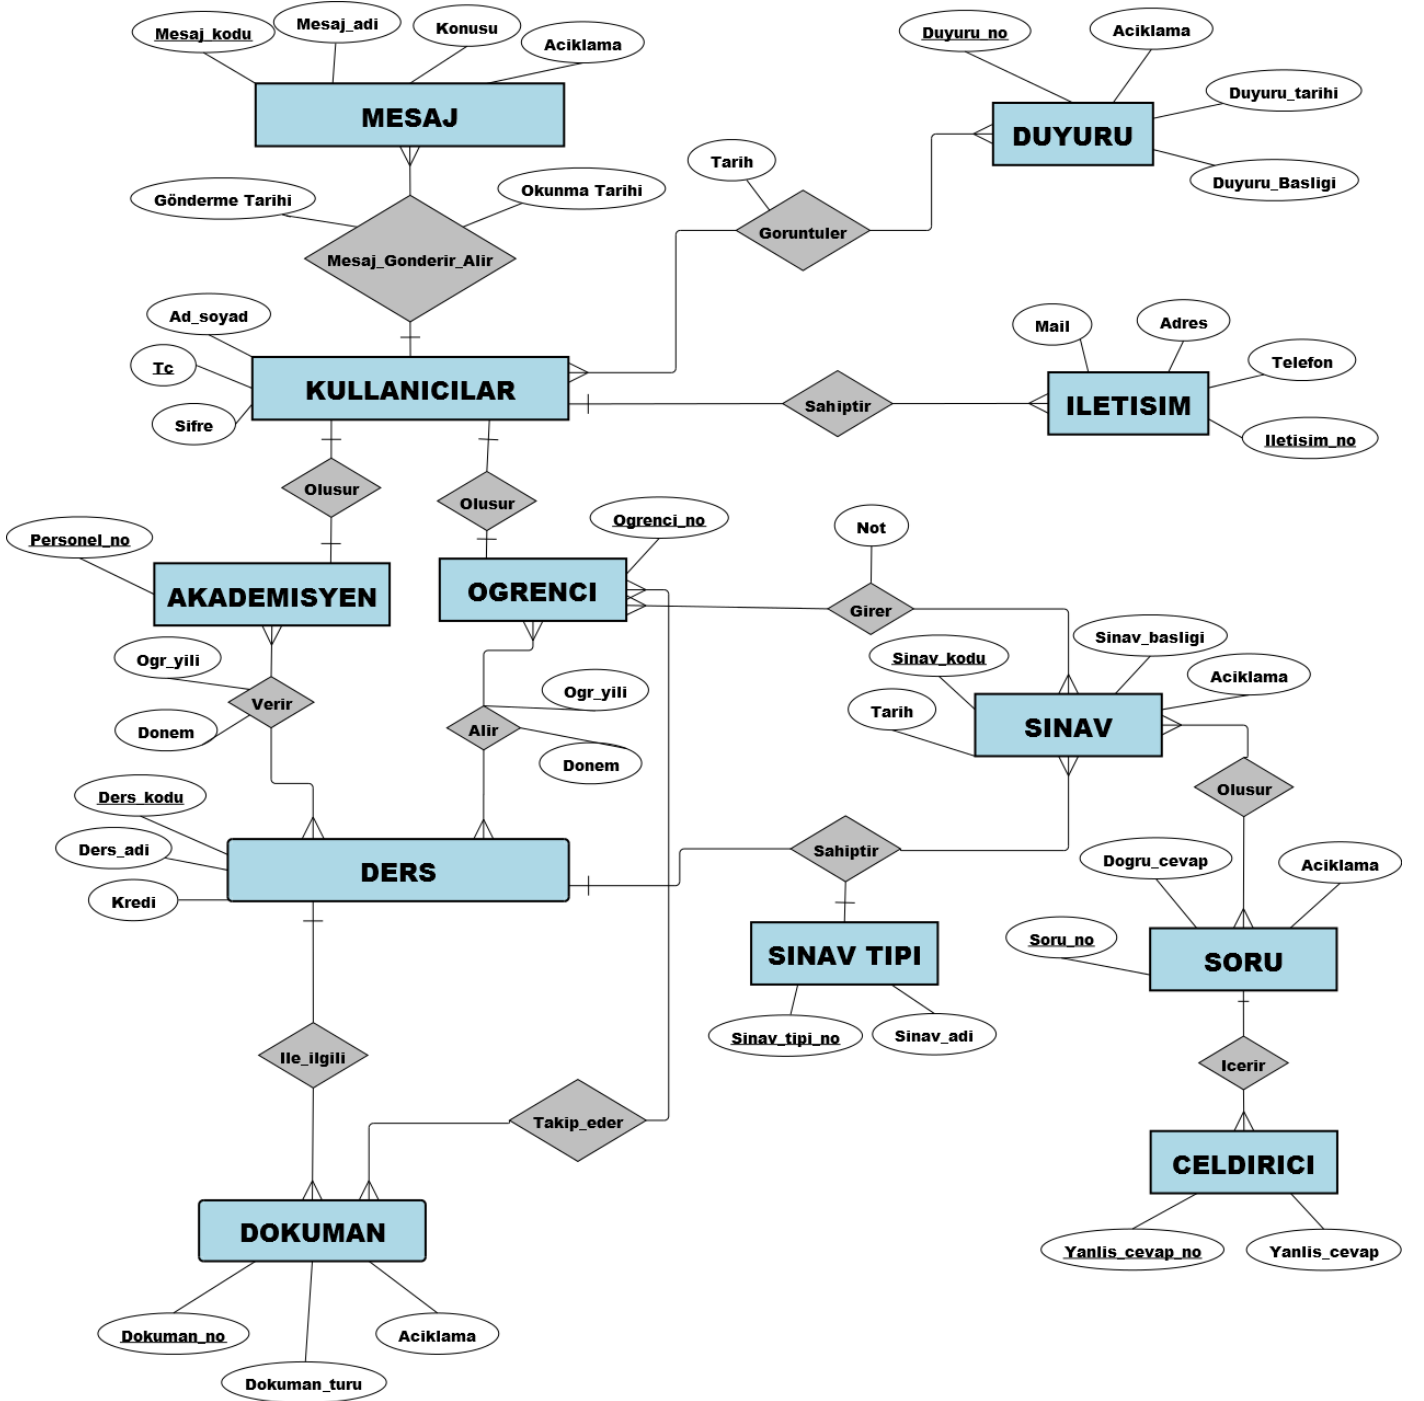 Mesaj_kodu
Mesaj_adi
Konusu
Aciklama
MESAJ
Duyuru_no
Aciklama
Duyuru_tarihi
DUYURU
Duyuru_Basligi
Tarih
Goruntuler
Gönderme Tarihi
Okunma Tarihi
Mesaj_Gonderir_Alir
Ad_soyad
Tc
Sifre
KULLANICILAR
Sahiptir
Mail
Adres
Telefon
ILETISIM
Iletisim_no
Olusur
Olusur
Personel_no
AKADEMISYEN
Ogrenci_no
OGRENCI
Not
Girer
Sinav_kodu
Sinav_basligi
Aciklama
Tarih
SINAV
Ogr_yili
Verir
Donem
Ogr_yili
Alir
Donem
Olusur
Ders_kodu
Ders_adi
Kredi
DERS
Sahiptir
SINAV TIPI
Sinav_tipi_no
Sinav_adi
Dogru_cevap
Aciklama
Soru_no
SORU
Icerir
Ile_ilgili
Takip_eder
CELDIRICI
Yanlis_cevap_no
Yanlis_cevap
DOKUMAN
Dokuman_no
Aciklama
Dokuman_turu